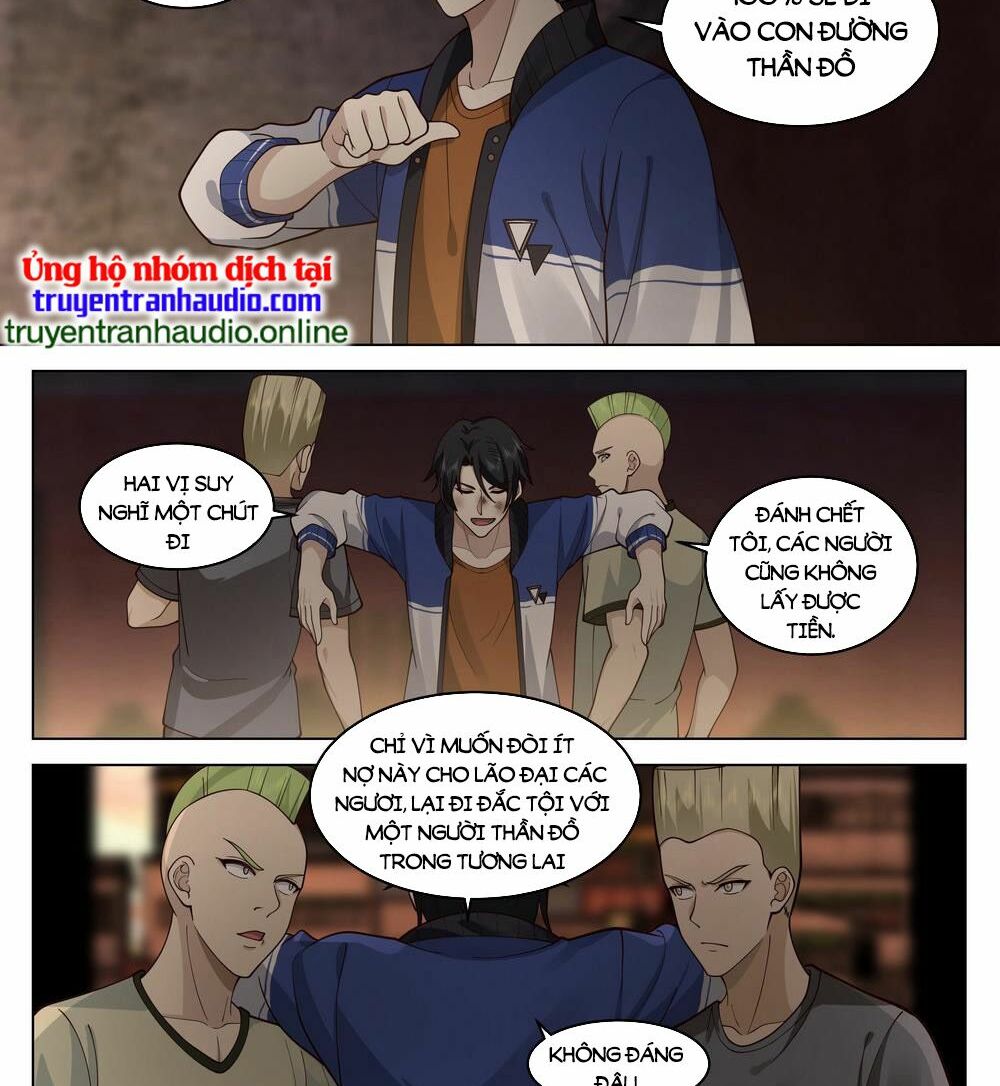 VÀO CON ĐƯỜNG
THẦN ĐỒ
Ủng hộ nhóm dịch tại
truyentranhaudio.com
truyentranhaudio.online
HAI VỊ SUY
NGHĨ MỘT CHÚT
ĐI
ĐÁNH CHẾT
TÔI, CÁC NGƯỜI
CŨNG KHÔNG
LẤY ĐƯỢC
TIỀN.
CHỈ VÌ MUỐN ĐÒI ÍT
NỢ NÀY CHO LÃO ĐẠI CÁC
NGƯƠI, LẠI ĐI ĐẮC TỘI VỚI
MỘT NGƯỜI THẦN ĐỒ
TRONG TƯƠNG LAI
KHÔNG ĐÁNG
ĐÂU